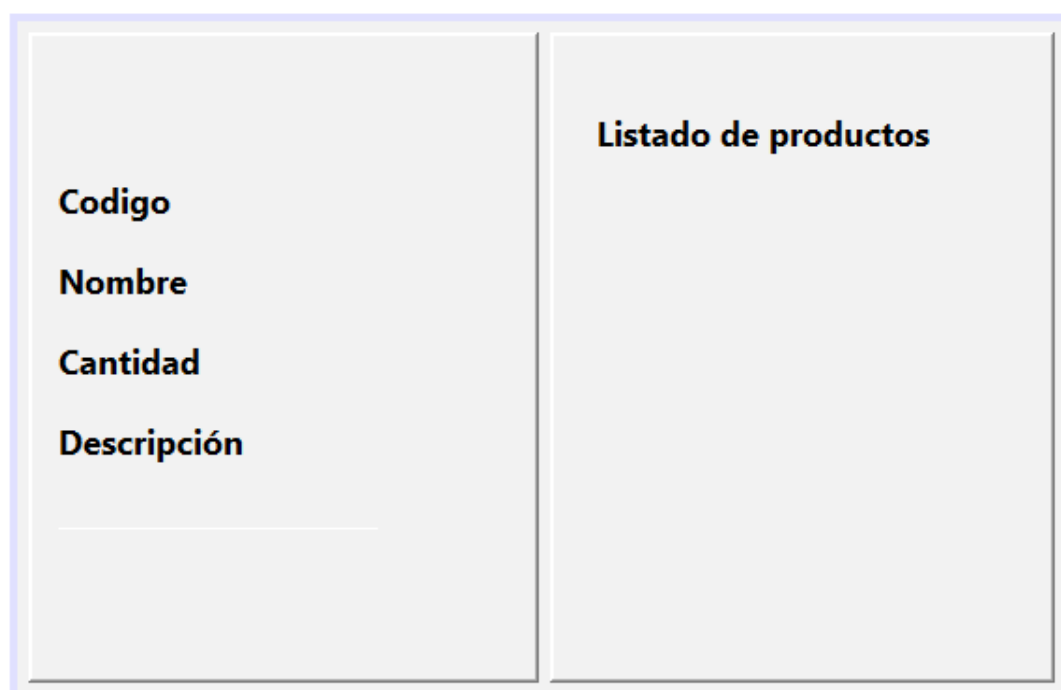 Codigo
Nombre
Cantidad
Descripción
Listado de productos